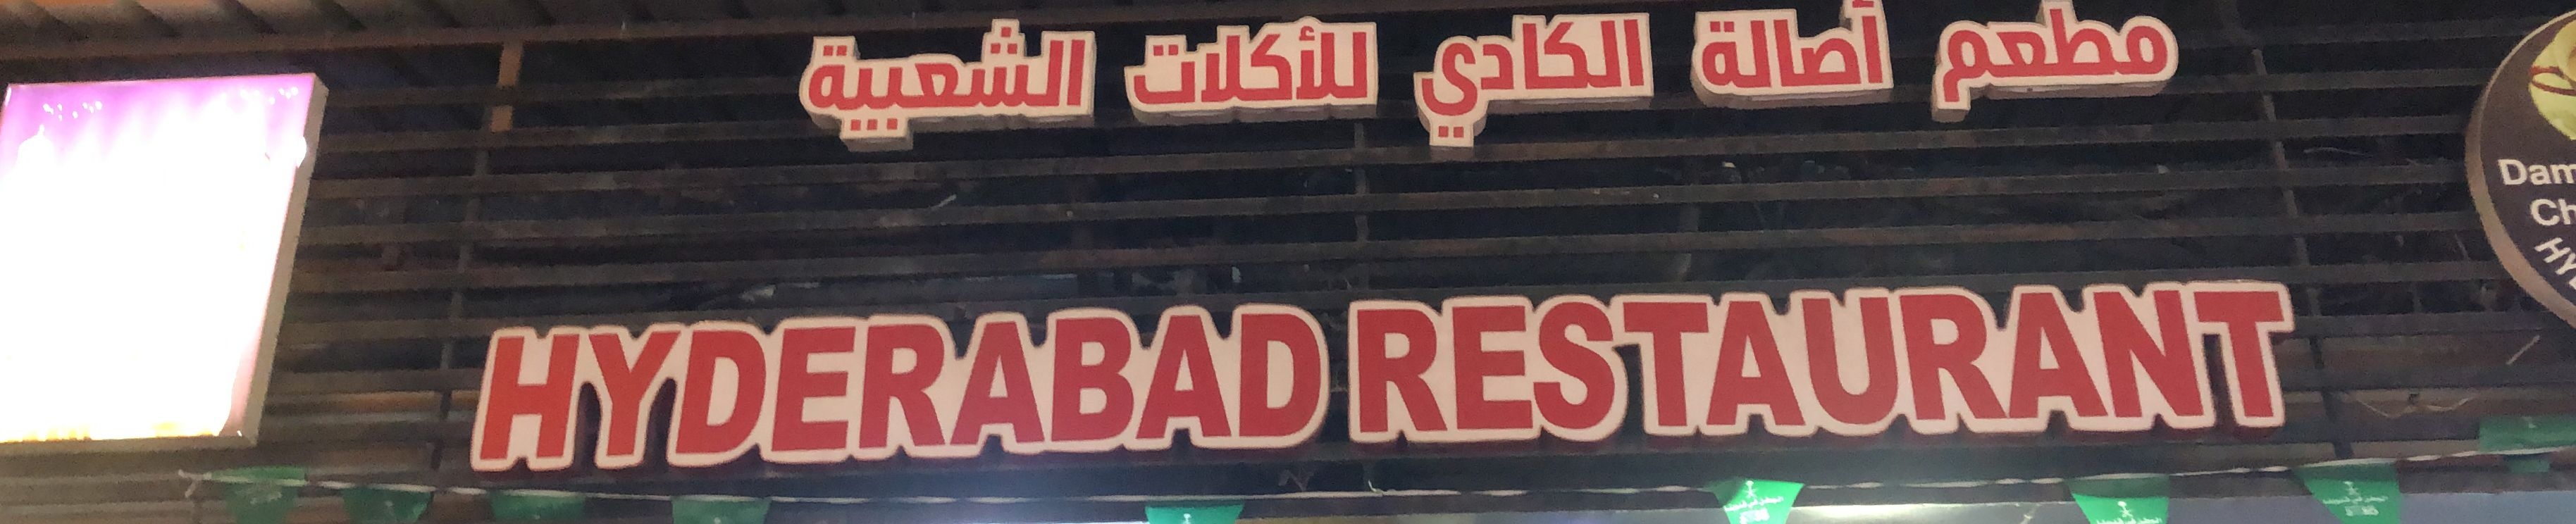 مطعم أصالة الكادي للأكلات الشعبية
HYDERABAD RESTAURANT